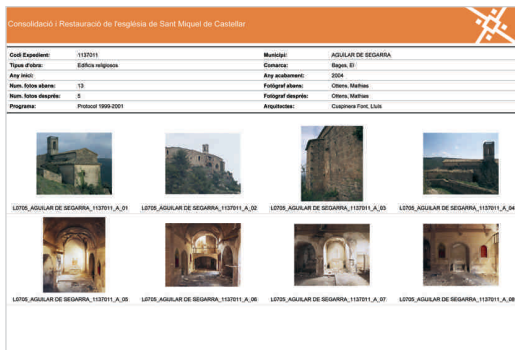 Consolidació i Restauració de l'església de Sant Miquel de Castellar
Codi Expedient: 1137011 Municipi: AGUILAR DE SEGARRA
Tipus d'obra: Edificis religiosos Comarca: Bages, El
Any inici: Any acabament: 2004
Num. fotos abans: 13 Fotògraf abans: Ottens, Mathias
Num. fotos després: 5 Fotògraf després: Ottens, Mathias
Programa: Protocol 1999-2001 Arquitectes: Cuspinera Font, Lluís
L0705_AGUILAR DE SEGARRA_1137011_A_01 L0705_AGUILAR DE SEGARRA_1137011_A_02 L0705_AGUILAR DE SEGARRA_1137011_A_03 L0705_AGUILAR DE SEGARRA_1137011_A_04
L0705_AGUILAR DE SEGARRA_1137011_A_05 L0705_AGUILAR DE SEGARRA_1137011_A_06 L0705_AGUILAR DE SEGARRA_1137011_A_07 L0705_AGUILAR DE SEGARRA_1137011_A_08